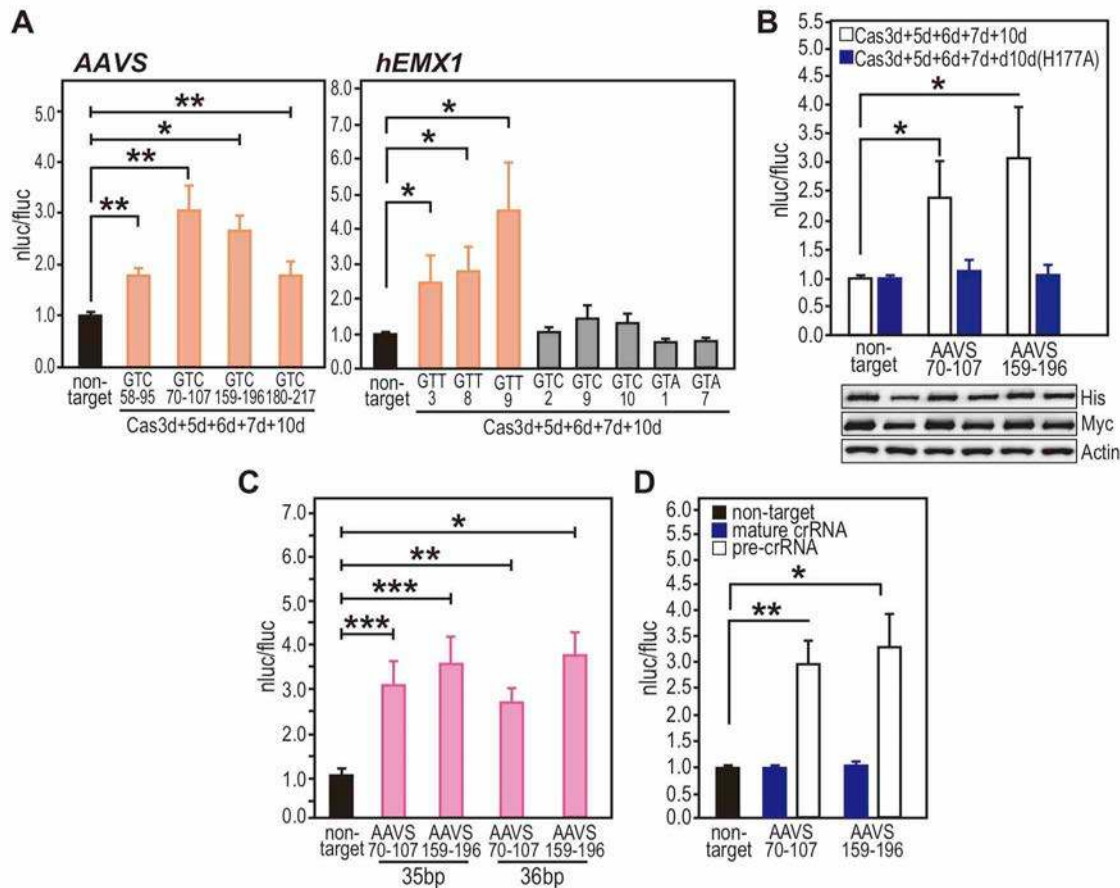 A
AAVS
nluc/fluc
5.0
4.0
3.0
2.0
1.0
0.0
**
*
**
**
non-target
GTC 58-95
GTC 70-107
GTC 159-196
GTC 180-217
Cas3d+5d+6d+7d+10d
hEMX1
8.0
7.0
6.0
5.0
4.0
3.0
2.0
1.0
0.0
*
*
*
non-target
GTT 3
GTT 8
GTT 9
GTC 2
GTC 9
GTC 10
GTA 1
GTA 7
Cas3d+5d+6d+7d+10d
B
Cas3d+5d+6d+7d+10d
Cas3d+5d+6d+7d+d10d(H177A)
nluc/fluc
5.5
5.0
4.5
4.0
3.5
3.0
2.5
2.0
1.5
1.0
0.5
0.0
*
*
non-target
AAVS 70-107
AAVS 159-196
His
Myc
Actin
C
nluc/fluc
7.0
6.0
7.0
5.0
4.0
3.0
2.0
1.0
0.0
*
**
***
***
non-target
AAVS 70-107
AAVS 159-196
AAVS 70-107
AAVS 159-196
35bp
36bp
D
non-target
mature crRNA
pre-crRNA
nluc/fluc
6.0
5.5
5.0
4.5
4.0
3.5
3.0
2.5
2.0
1.5
1.0
0.5
0.0
*
**
non-target
AAVS 70-107
AAVS 159-196